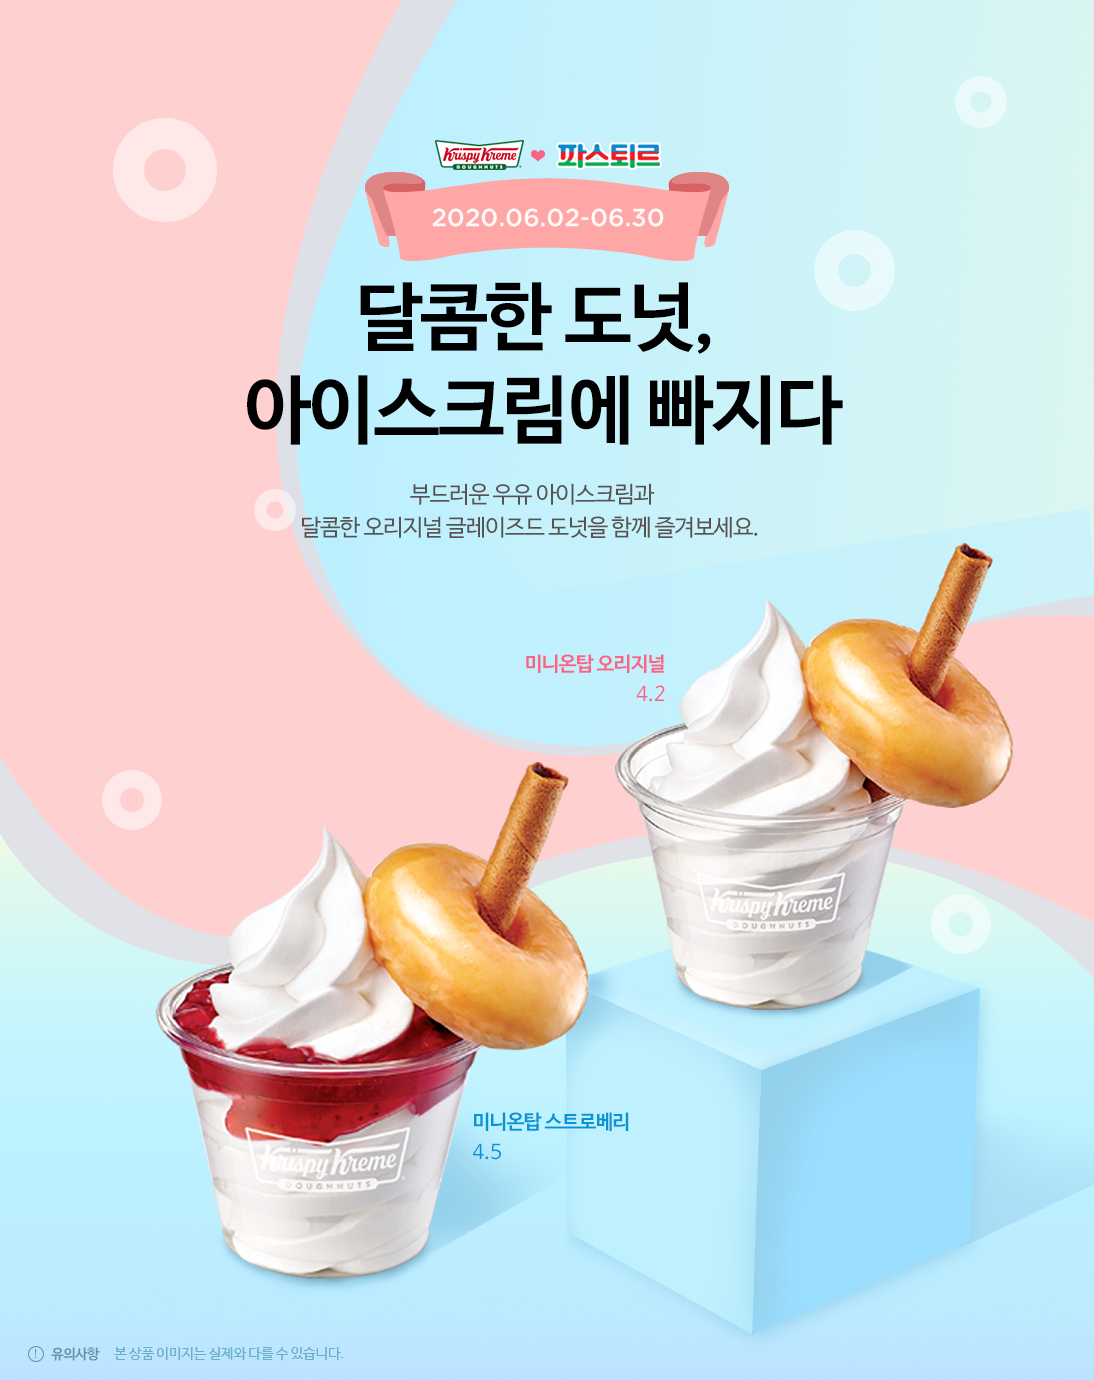 Krispy Kreme
DOUGHNUTS
파스퇴르
2020.06.02-06.30
달콤한 도넛,
아이스크림에 빠지다
부드러운 우유 아이스크림과
달콤한 오리지널 글레이즈드 도넛을 함께 즐겨보세요.
미니온탑 오리지널
4.2
Krispy Kreme
DOUGHNUTS
미니온탑 스트로베리
4.5
Krispy Kreme
DOUGHNUTS
유의사항 본 상품 이미지는 실제와 다를 수 있습니다.